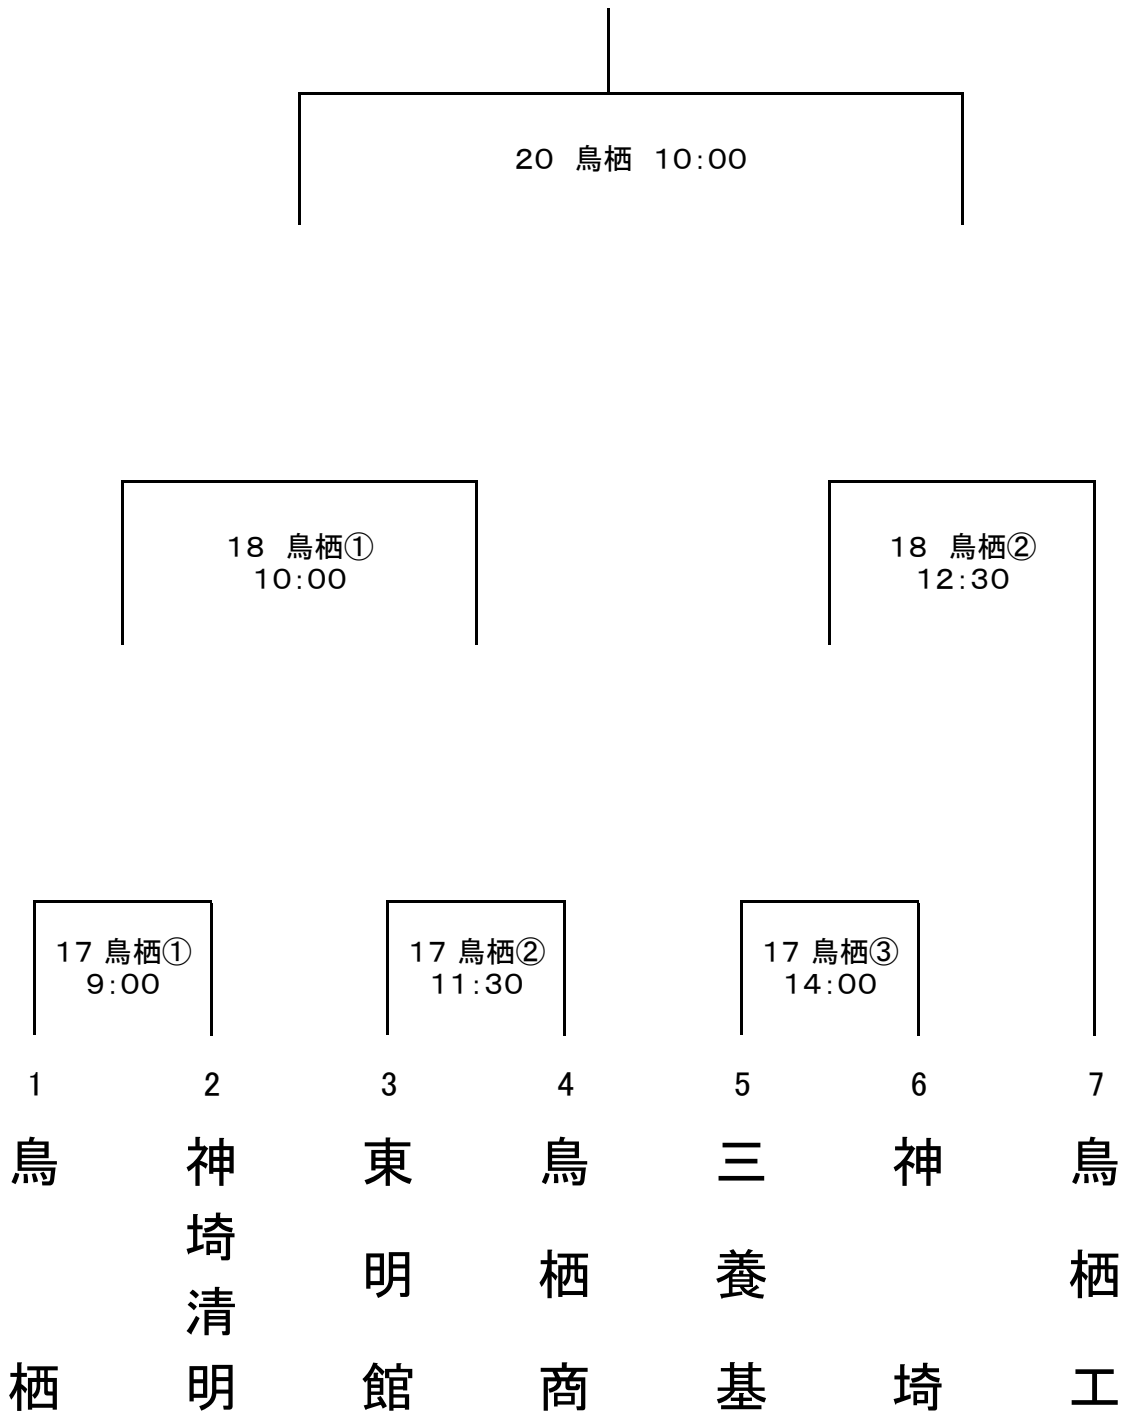 20　鳥栖　10:00
18　鳥栖①
10:00
18　鳥栖②
12:30
17 鳥栖①
9:00
17 鳥栖②
11:30
17 鳥栖③
14:00
1
2
3
4
5
6
7
鳥栖
神埼清明
東明館
鳥栖商
三養基
神埼
鳥栖工